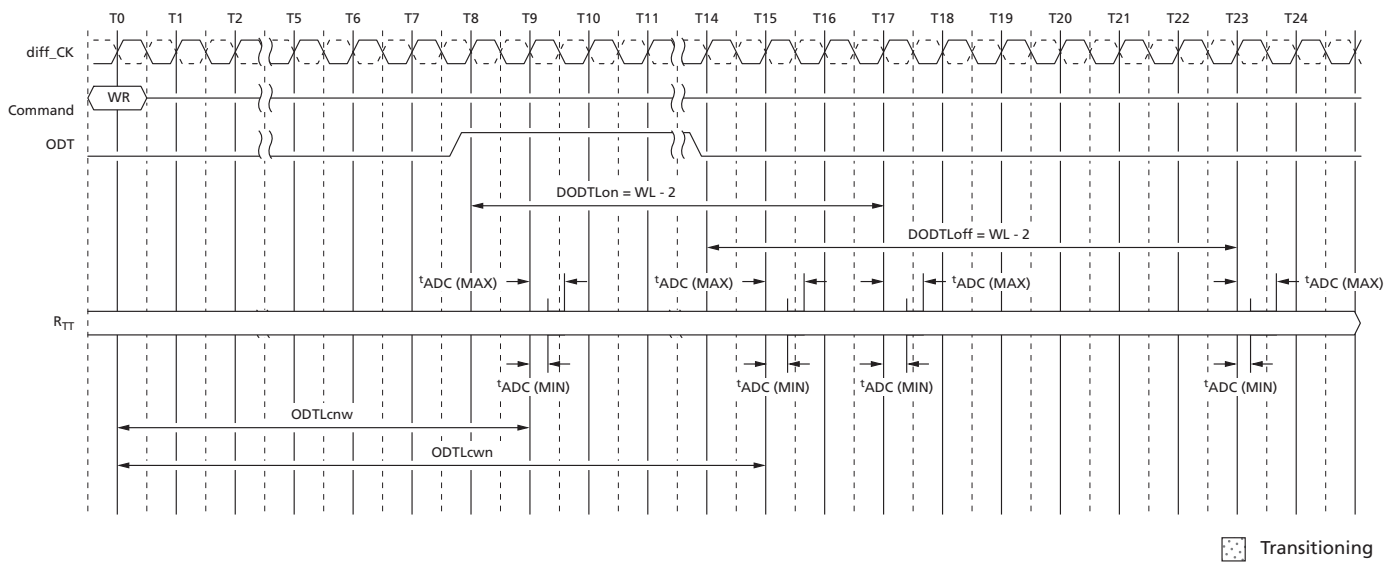 T0 T1 T2 T5 T6 T7 T8 T9 T10 T11 T14 T15 T16 T17 T18 T19 T20 T21 T22 T23 T24
diff_CK
Command
WR
ODT
DODTLon = WL - 2
DODTLoff = WL - 2
tADC (MAX) tADC (MAX) tADC (MAX) tADC (MAX)
RTT
tADC (MIN) tADC (MIN) tADC (MIN) tADC (MIN)
ODTLcnw
ODTLcwn
Transitioning